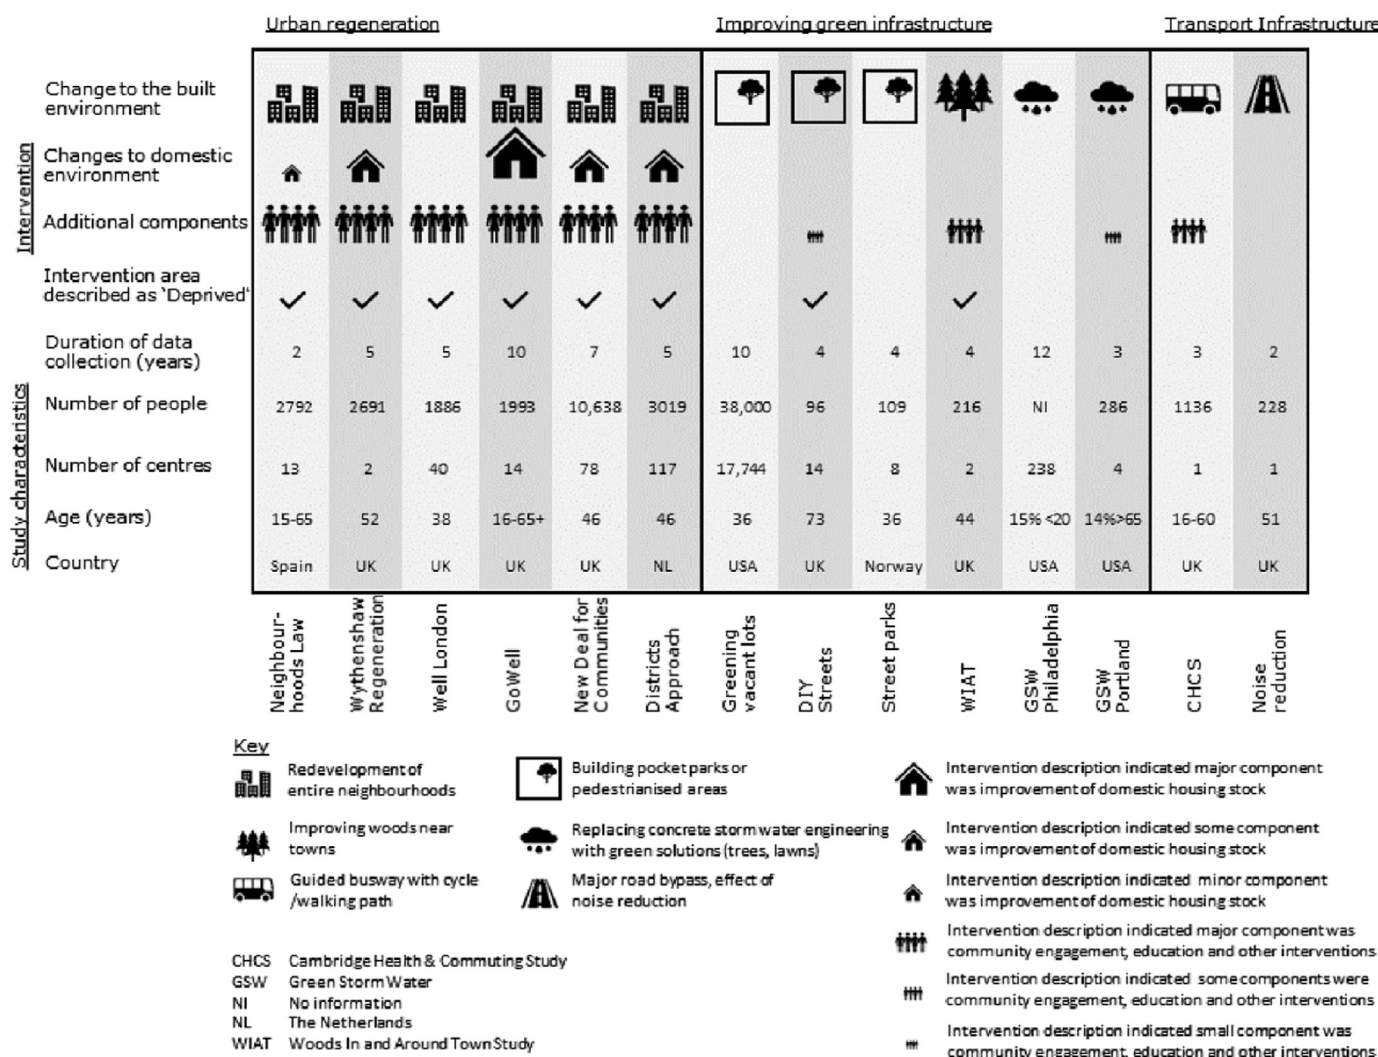 Urban regeneration Improving green infrastructure Transport Infrastructure
Change to the built
environment
Intervention
Changes to domestic
environment
Additional components
Intervention area
described as 'Deprived'
Duration of data
collection (years) 2 5 5 10 7 5 10 4 4 4 12 3 3 2
Study characteristics
Number of people 2792 2691 1886 1993 10,638 3019 38,000 96 109 216 NI 286 1136 228
Number of centres 13 2 40 14 78 117 17,744 14 8 2 238 4 1 1
Age (years) 15-65 52 38 16-65+ 46 46 36 73 36 44 15% <20 14%>65 16-60 51
Country Spain UK UK UK UK NL USA UK Norway UK USA USA UK UK
Neighbour-
hoods Law
Wythenshaw
Regeneration
Well London
GoWell
New Deal for
Communities
Districts
Approach
Greening
vacant lots
DIY
Streets
Street parks
WIAT
GSW
Philadelphia
GSW
Portland
CHCS
Noise
reduction
Key
Redevelopment of
entire neighbourhoods
Improving woods near
towns
Guided busway with cycle
/walking path
Building pocket parks or
pedestrianised areas
Replacing concrete storm water engineering
with green solutions (trees, lawns)
Major road bypass, effect of
noise reduction
Intervention description indicated major component
was improvement of domestic housing stock
Intervention description indicated some component
was improvement of domestic housing stock
Intervention description indicated minor component
was improvement of domestic housing stock
Intervention description indicated major component was
community engagement, education and other interventions
Intervention description indicated some components were
community engagement, education and other interventions
Intervention description indicated small component was
community engagement, education and other interventions
CHCS Cambridge Health & Commuting Study
GSW Green Storm Water
NI No information
NL The Netherlands
WIAT Woods In and Around Town Study